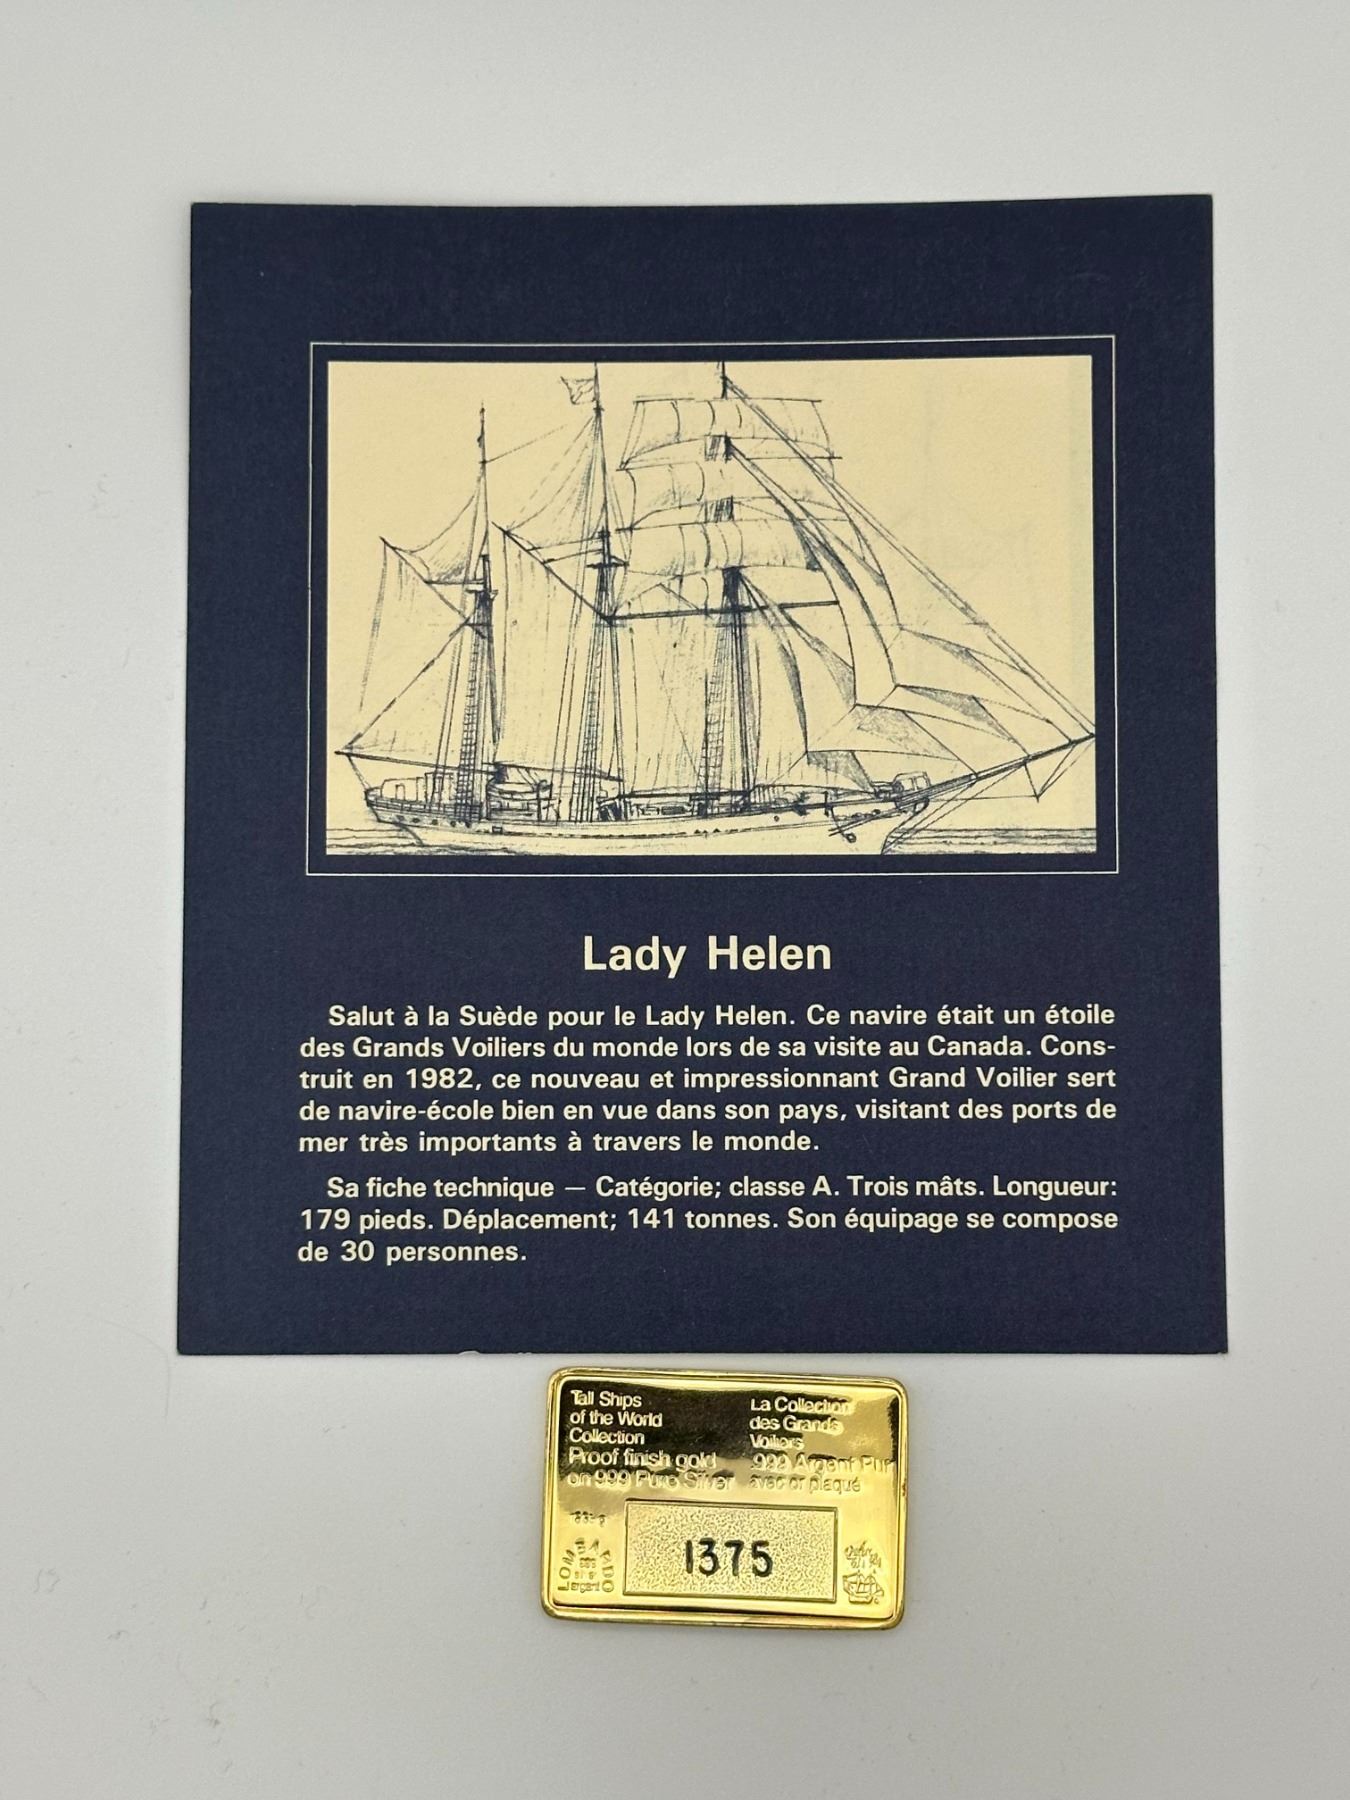 Lady Helen
Salut à la Suède pour le Lady Helen. Ce navire était un étoile
des Grands Voiliers du monde lors de sa visite au Canada. Cons-
truit en 1982, ce nouveau et impressionnant Grand Voilier sert
de navire-école bien en vue dans son pays, visitant des ports de
mer très importants à travers le monde.
Sa fiche technique — Catégorie; classe A. Trois mâts. Longueur:
179 pieds. Déplacement; 141 tonnes. Son équipage se compose
de 30 personnes.
Tall Ships
of the World
Collection
Proof finish gold
on 999 Pure Silver
La Collection
des Grands
Voiliers
.999 Argent Pur
avec or plaqué
LOMBARDO
1375